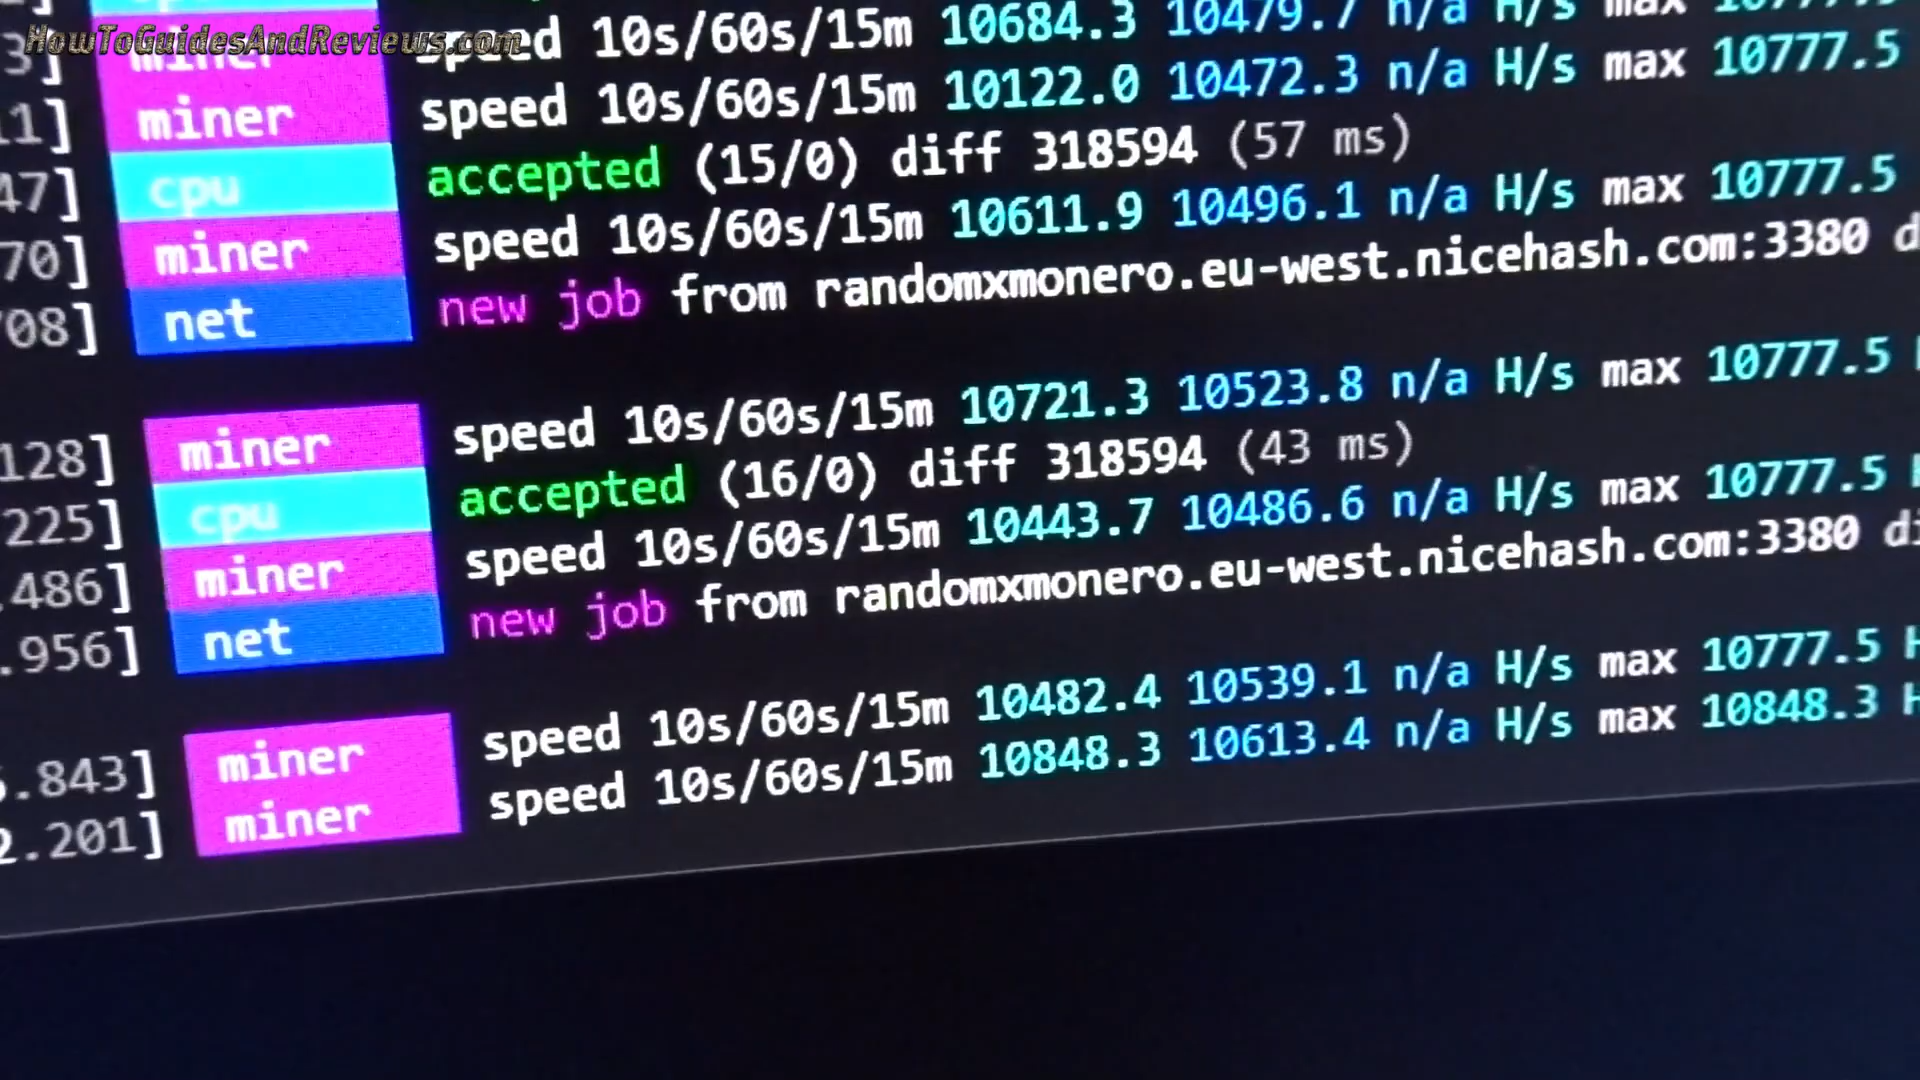 HowToGuidesAndReviews.com
3] miner speed 10s/60s/15m 10684.3 10479.7 n/a H/s max
11] miner speed 10s/60s/15m 10122.0 10472.3 n/a H/s max 10777.5
47] cpu accepted (15/0) diff 318594 (57 ms)
70] miner speed 10s/60s/15m 10611.9 10496.1 n/a H/s max 10777.5
08] net new job from randomxmonero.eu-west.nicehash.com:3380 d
128] miner speed 10s/60s/15m 10721.3 10523.8 n/a H/s max 10777.5
225] cpu accepted (16/0) diff 318594 (43 ms)
.486] miner speed 10s/60s/15m 10443.7 10486.6 n/a H/s max 10777.5
.956] net new job from randomxmonero.eu-west.nicehash.com:3380 di
.843] miner speed 10s/60s/15m 10482.4 10539.1 n/a H/s max 10777.5 H
2.201] miner speed 10s/60s/15m 10848.3 10613.4 n/a H/s max 10848.3 H